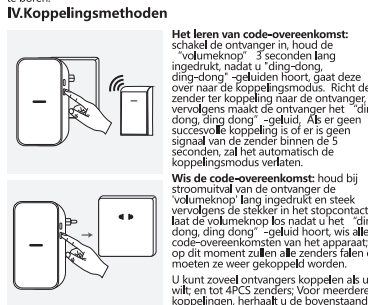 te boren.
IV.Koppelingsmethoden
Het leren van code-overeenkomst:
schakel de ontvanger in, houd de
"volumeknop" 3 seconden lang
ingedrukt, nadat u "ding-dong,
ding-dong" -geluiden hoort, gaat deze
over naar de koppelingsmodus. Richt de
zender ter koppeling naar de ontvanger,
vervolgens maakt de ontvanger het "din
dong, ding dong" -geluid, Als er geen
succesvolle koppeling is of er is geen
signaal van de zender binnen de 5
seconden, zal het automatisch de
koppelingsmodus verlaten.
Wis de code-overeenkomst: houd bij
stroomuitval van de ontvanger de
'volumeknop' lang ingedrukt en steek
vervolgens de stekker in het stopcontact
laat de volumeknop los nadat u het "di
dong, ding dong" -geluid hoort, wis alle
code-overeenkomsten van het apparaat;
op dit moment zullen alle zenders falen e
moeten ze weer gekoppeld worden.
U kunt zoveel ontvangers koppelen als u
wilt; en tot 4PCS zenders; Voor meerdere
koppelingen, herhaalt u de bovenstaand